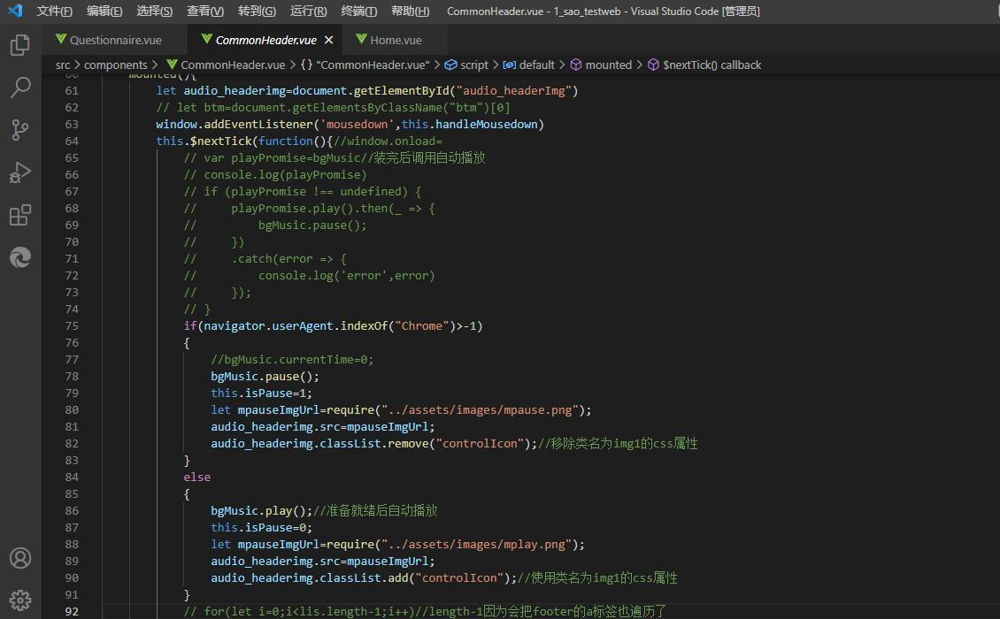 文件(F) 编辑(E) 选择(S) 查看(V) 转到(G) 运行(R) 终端(T) 帮助(H) CommonHeader.vue - 1_sao_testweb - Visual Studio Code [管理员]
Questionnaire.vue CommonHeader.vue Home.vue
src > components > CommonHeader.vue > {} "CommonHeader.vue" > script > default > mounted > $nextTick() callback
60 mounted(){
61 let audio_headerimg=document.getElementById("audio_headerImg")
62 // let btm=document.getElementsByClassName("btm")[0]
63 window.addEventListener('mousedown',this.handleMousedown)
64 this.$nextTick(function(){//window.onload=
65 // var playPromise=bgMusic//装完后调用自动播放
66 // console.log(playPromise)
67 // if (playPromise !== undefined) {
68 //     playPromise.play().then(_ => {
69 //         bgMusic.pause();
70 //     })
71 //     .catch(error => {
72 //         console.log('error',error)
73 //     });
74 // }
75 if(navigator.userAgent.indexOf("Chrome")>-1)
76 {
77 //bgMusic.currentTime=0;
78 bgMusic.pause();
79 this.isPause=1;
80 let mpauseImgUrl=require("../assets/images/mpause.png");
81 audio_headerimg.src=mpauseImgUrl;
82 audio_headerimg.classList.remove("controlIcon");//移除类名为img1的css属性
83 }
84 else
85 {
86 bgMusic.play();//准备就绪后自动播放
87 this.isPause=0;
88 let mpauseImgUrl=require("../assets/images/mplay.png");
89 audio_headerimg.src=mpauseImgUrl;
90 audio_headerimg.classList.add("controlIcon");//使用类名为img1的css属性
91 }
92 // for(let i=0;i<lis.length-1;i++)//length-1因为会把footer的a标签也遍历了